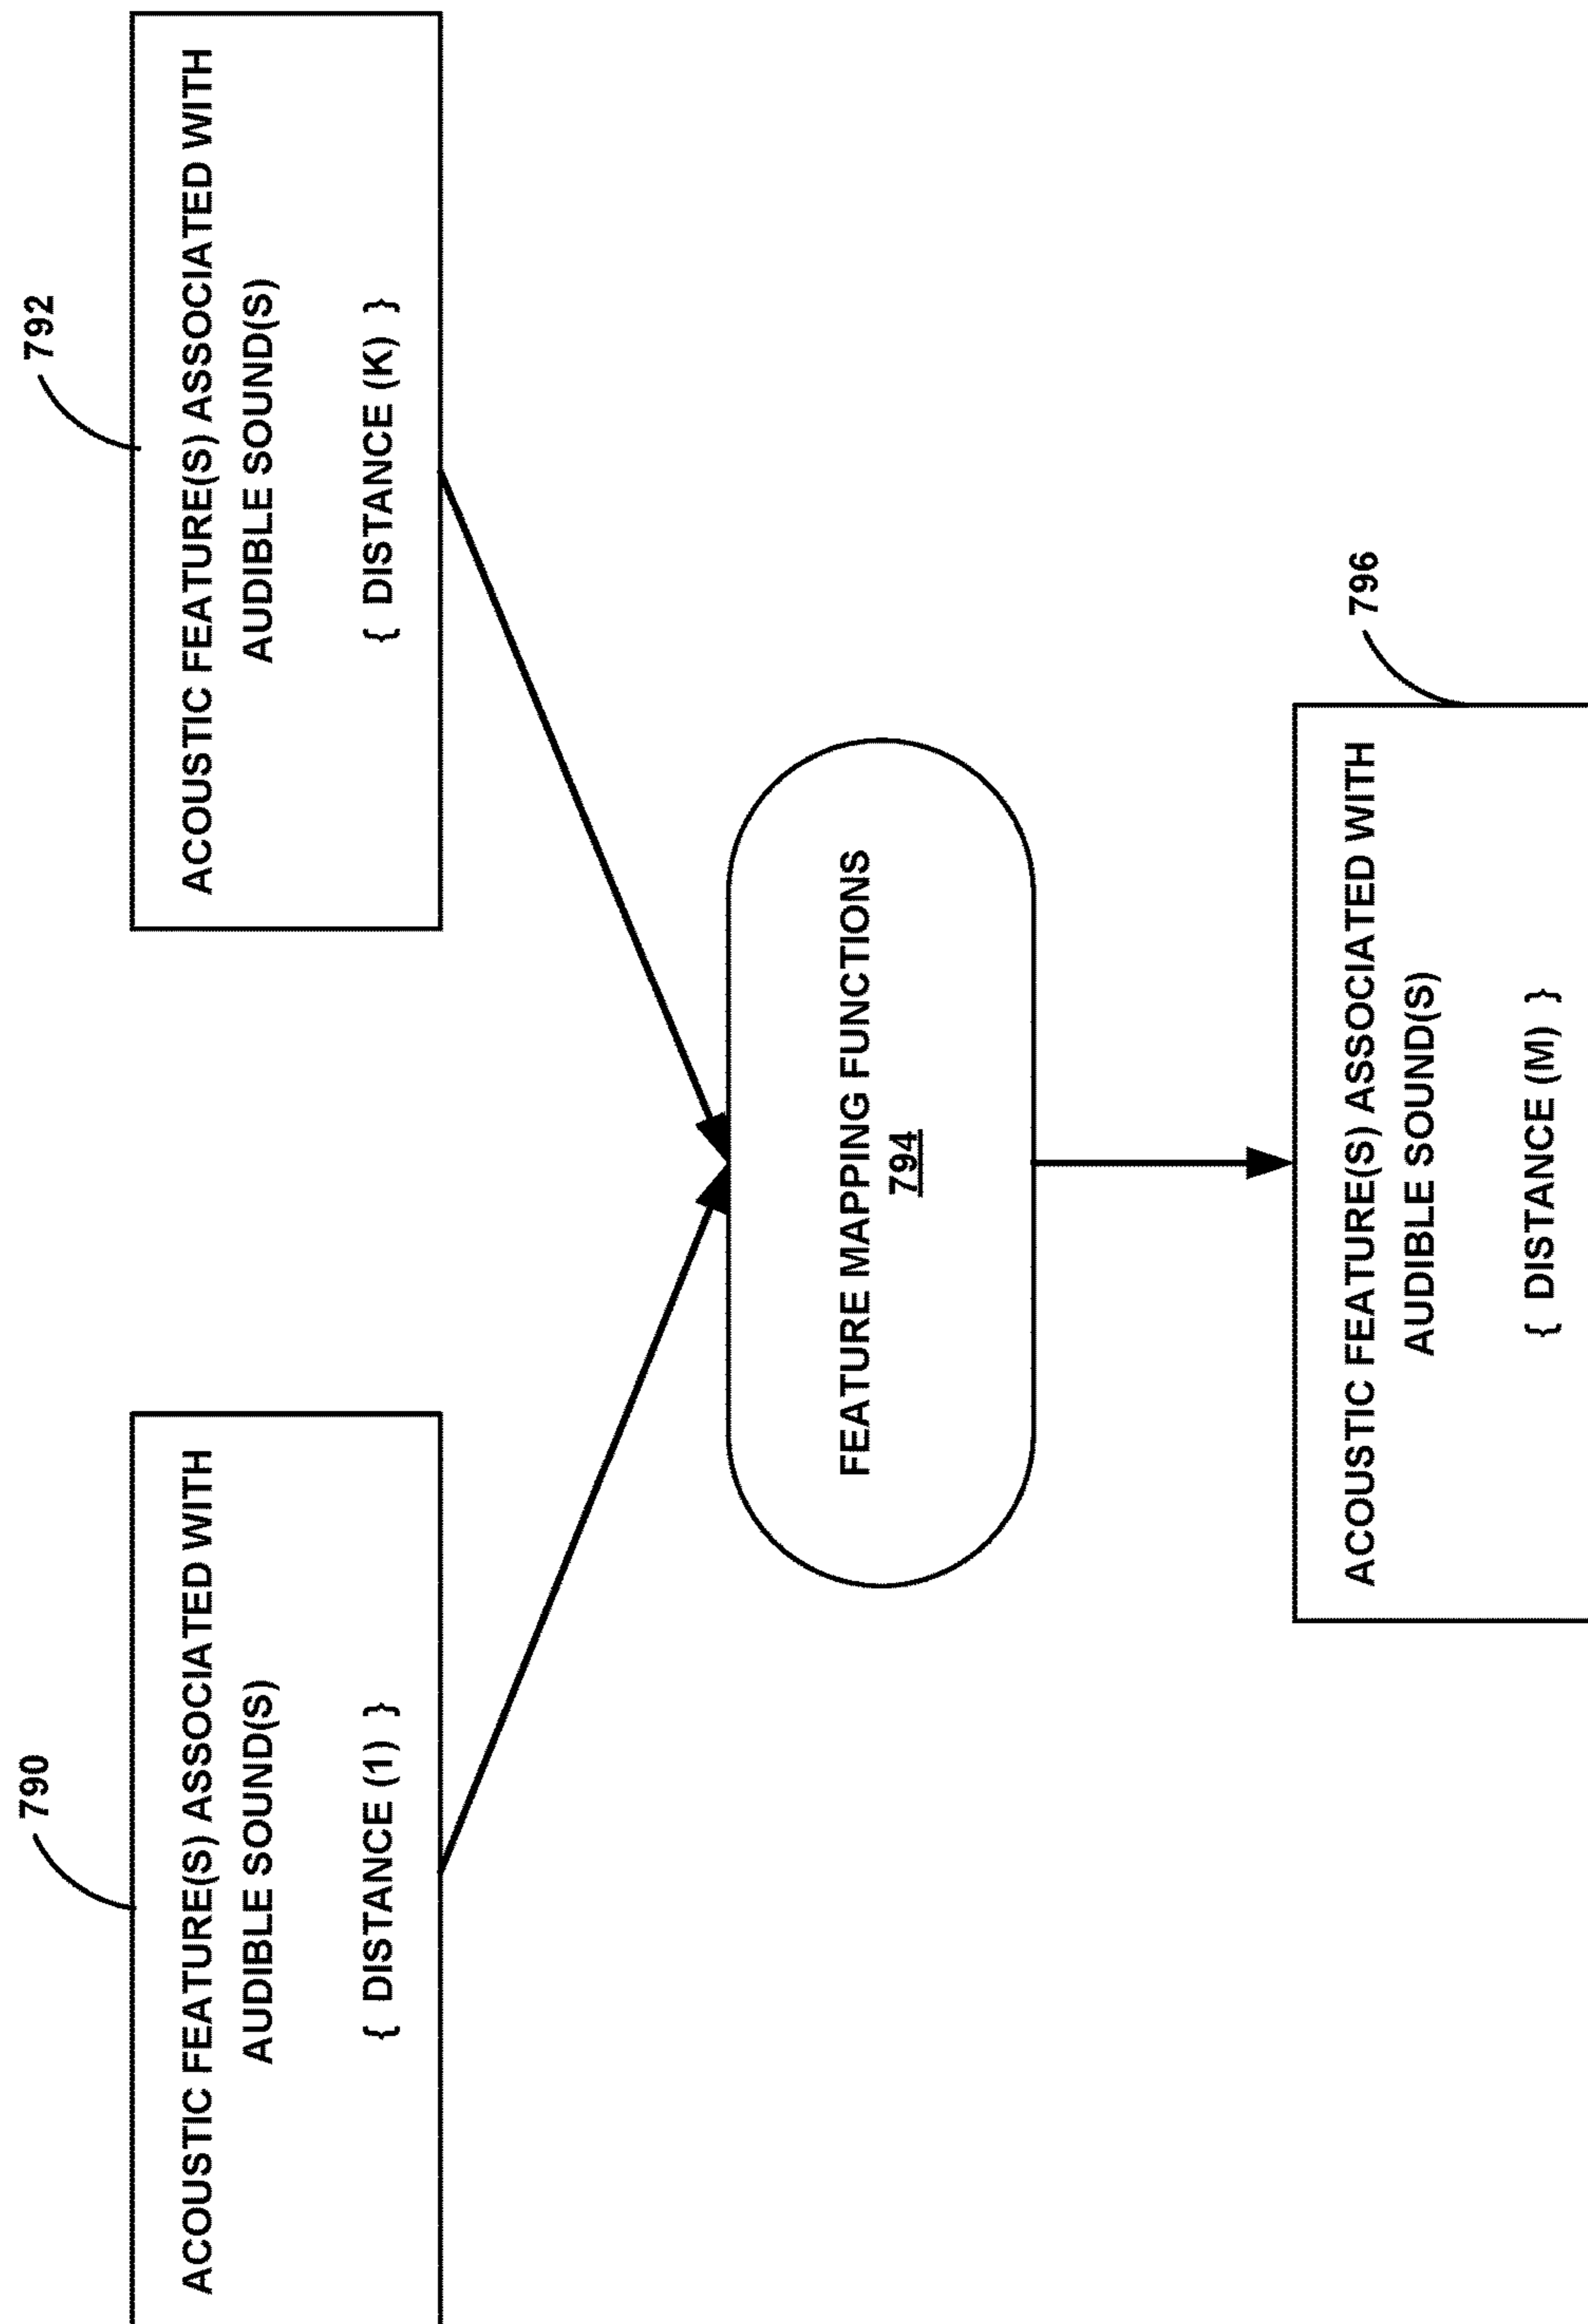 790
ACOUSTIC FEATURE(S) ASSOCIATED WITH
AUDIBLE SOUND(S)
{ DISTANCE (1) }
792
ACOUSTIC FEATURE(S) ASSOCIATED WITH
AUDIBLE SOUND(S)
{ DISTANCE (K) }
FEATURE MAPPING FUNCTIONS
794
796
ACOUSTIC FEATURE(S) ASSOCIATED WITH
AUDIBLE SOUND(S)
{ DISTANCE (M) }